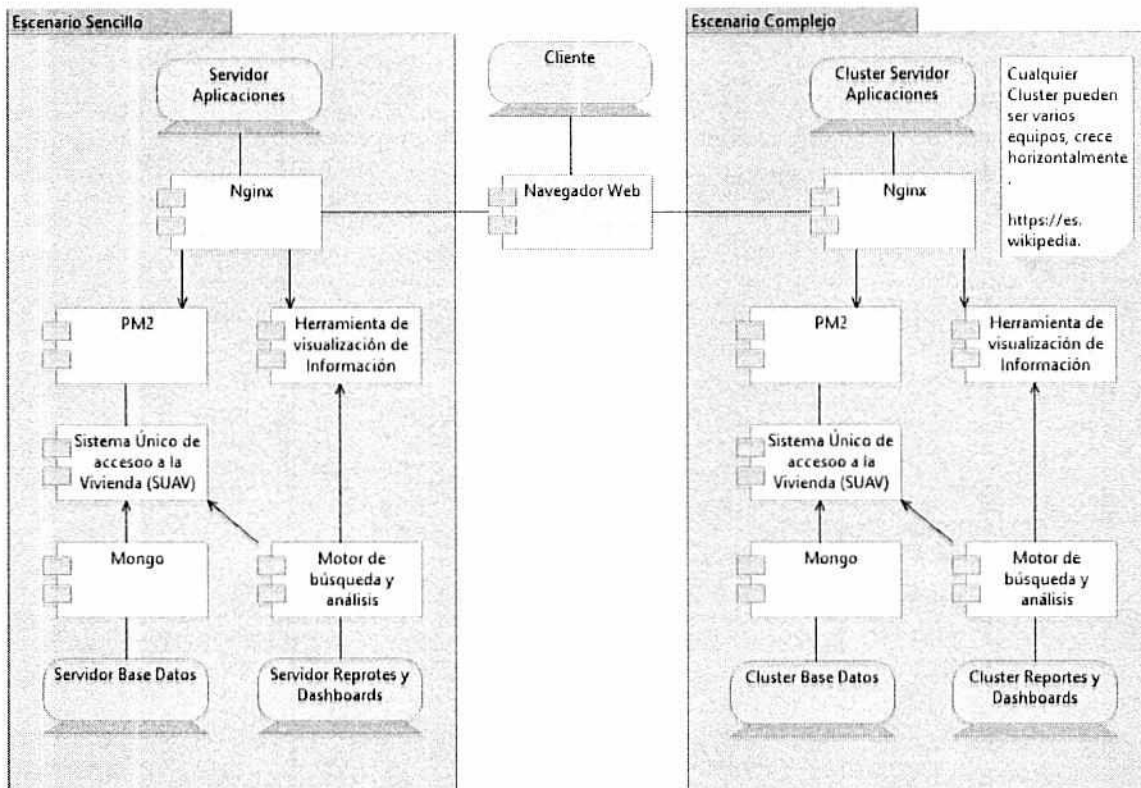 Escenario Sencillo
Servidor
Aplicaciones
Nginx
PM2
Herramienta de
visualización de
Información
Sistema Único de
accesoo a la
Vivienda (SUAV)
Mongo
Motor de
búsqueda y
análisis
Servidor Base Datos
Servidor Reprotes y
Dashboards
Cliente
Navegador Web
Escenario Complejo
Cluster Servidor
Aplicaciones
Cualquier
Cluster pueden
ser varios
equipos, crece
horizontalmente
.
https://es.
wikipedia.
Nginx
PM2
Herramienta de
visualización de
Información
Sistema Único de
accesoo a la
Vivienda (SUAV)
Mongo
Motor de
búsqueda y
análisis
Cluster Base Datos
Cluster Reportes y
Dashboards